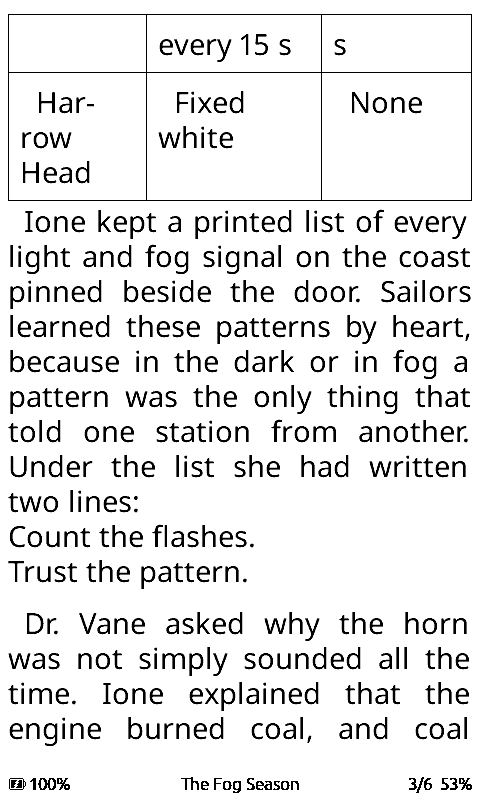 every 15 s s
Har- Fixed None
row white
Head
Ione kept a printed list of every
light and fog signal on the coast
pinned beside the door. Sailors
learned these patterns by heart,
because in the dark or in fog a
pattern was the only thing that
told one station from another.
Under the list she had written
two lines:
Count the flashes.
Trust the pattern.
Dr. Vane asked why the horn
was not simply sounded all the
time. Ione explained that the
engine burned coal, and coal
100% The Fog Season 3/6 53%